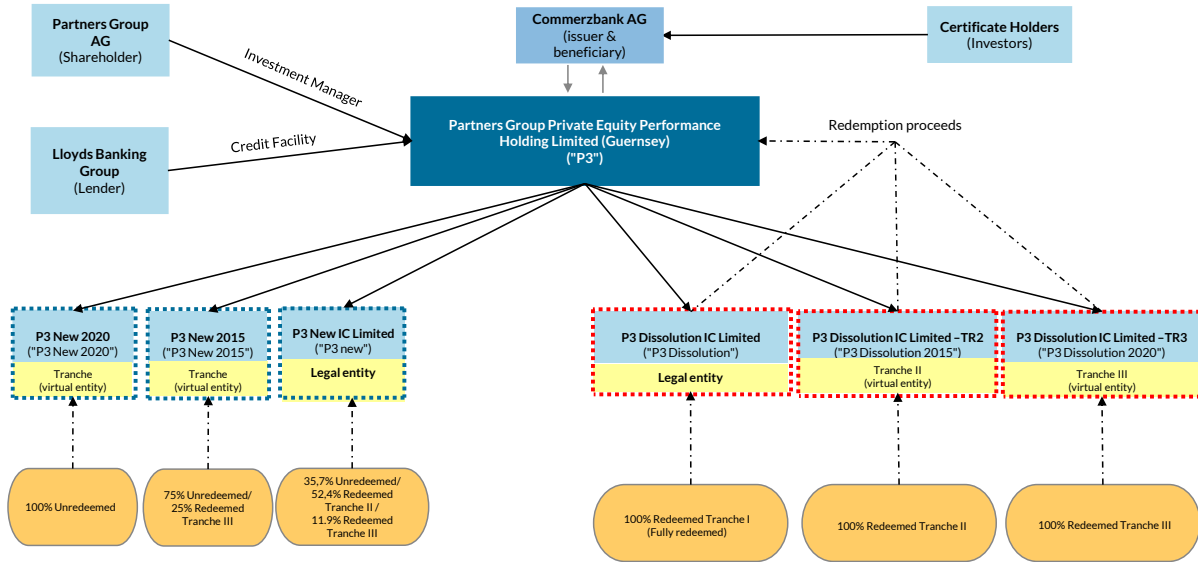 Partners Group
AG
(Shareholder)
Commerzbank AG
(issuer &
beneficiary)
Certificate Holders
(Investors)
Investment Manager
Lloyds Banking
Group
(Lender)
Credit Facility
Partners Group Private Equity Performance
Holding Limited (Guernsey)
("P3")
Redemption proceeds
P3 New 2020
("P3 New 2020")
Tranche
(virtual entity)
P3 New 2015
("P3 New 2015")
Tranche
(virtual entity)
P3 New IC Limited
("P3 new")
Legal entity
P3 Dissolution IC Limited
("P3 Dissolution")
Legal entity
P3 Dissolution IC Limited –TR2
("P3 Dissolution 2015")
Tranche II
(virtual entity)
P3 Dissolution IC Limited –TR3
("P3 Dissolution 2020")
Tranche III
(virtual entity)
100% Unredeemed
75% Unredeemed/
25% Redeemed
Tranche III
35,7% Unredeemed/
52,4% Redeemed
Tranche II /
11.9% Redeemed
Tranche III
100% Redeemed Tranche I
(Fully redeemed)
100% Redeemed Tranche II
100% Redeemed Tranche III